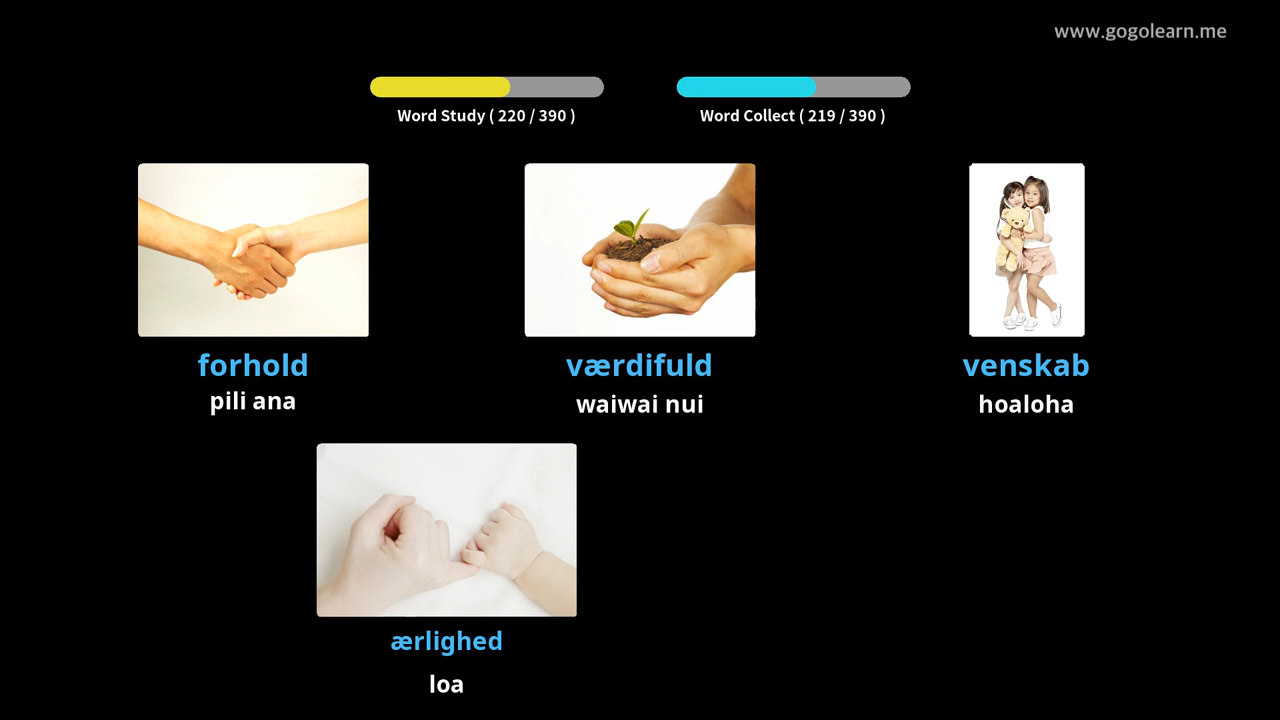 www.gogolearn.me
Word Study ( 220 / 390 )
Word Collect ( 219 / 390 )
forhold
værdifuld
venskab
pili ana
waiwai nui
hoaloha
ærlighed
loa